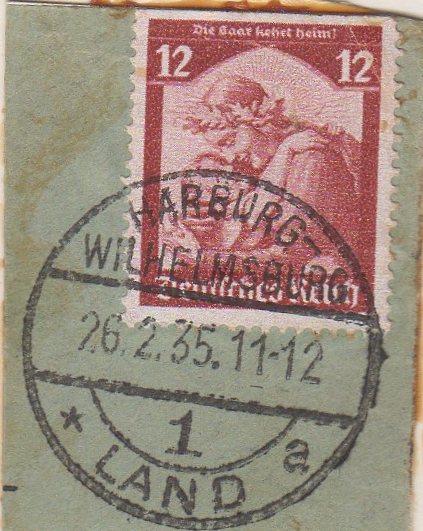 Die Saar kehrt heim!
12 12
HARBURG-
WILHELMSBURG
Deutsches Reich
26.2.35.11-12
* 1 a
LAND